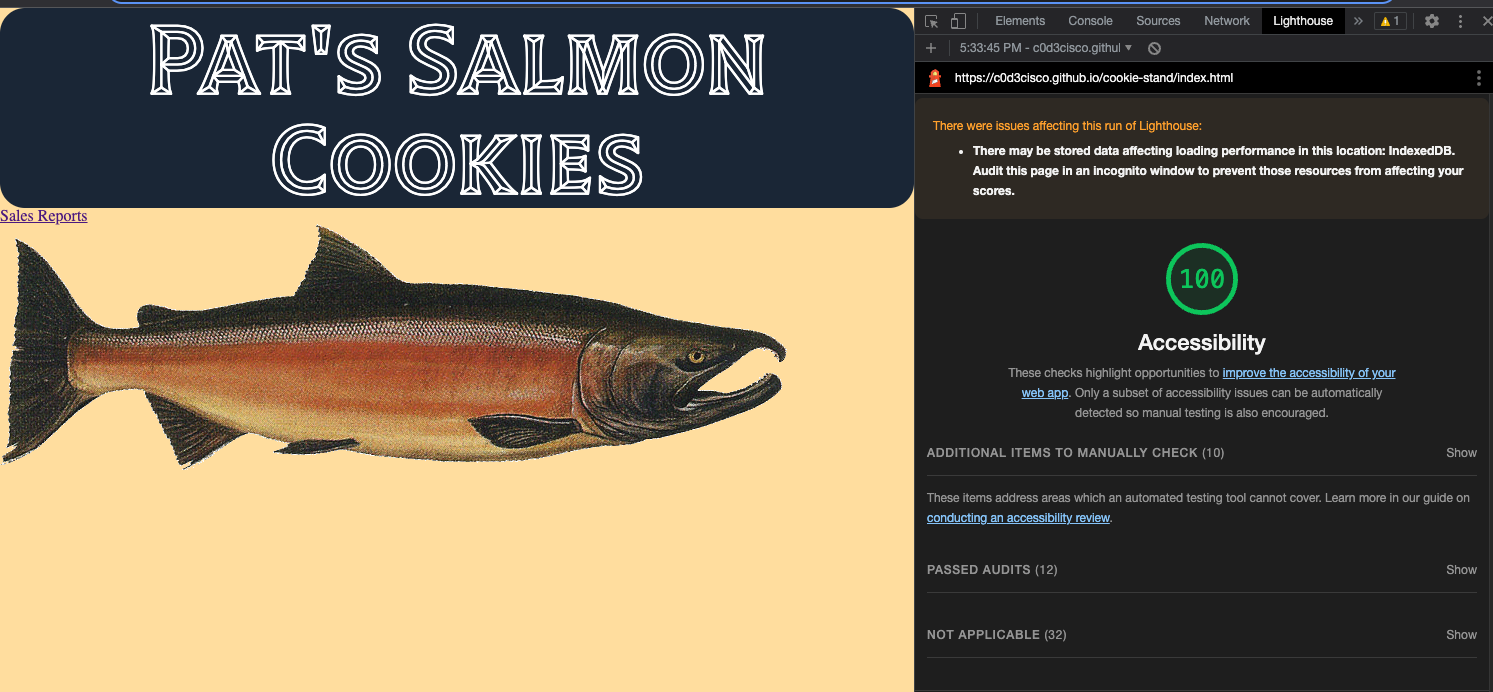 Pat's Salmon
Cookies
Sales Reports
Elements Console Sources Network Lighthouse » 1
5:33:45 PM - c0d3cisco.githul
https://c0d3cisco.github.io/cookie-stand/index.html
There were issues affecting this run of Lighthouse:
• There may be stored data affecting loading performance in this location: IndexedDB.
Audit this page in an incognito window to prevent those resources from affecting your
scores.
100
Accessibility
These checks highlight opportunities to improve the accessibility of your
web app. Only a subset of accessibility issues can be automatically
detected so manual testing is also encouraged.
ADDITIONAL ITEMS TO MANUALLY CHECK (10) Show
These items address areas which an automated testing tool cannot cover. Learn more in our guide on
conducting an accessibility review.
PASSED AUDITS (12) Show
NOT APPLICABLE (32) Show